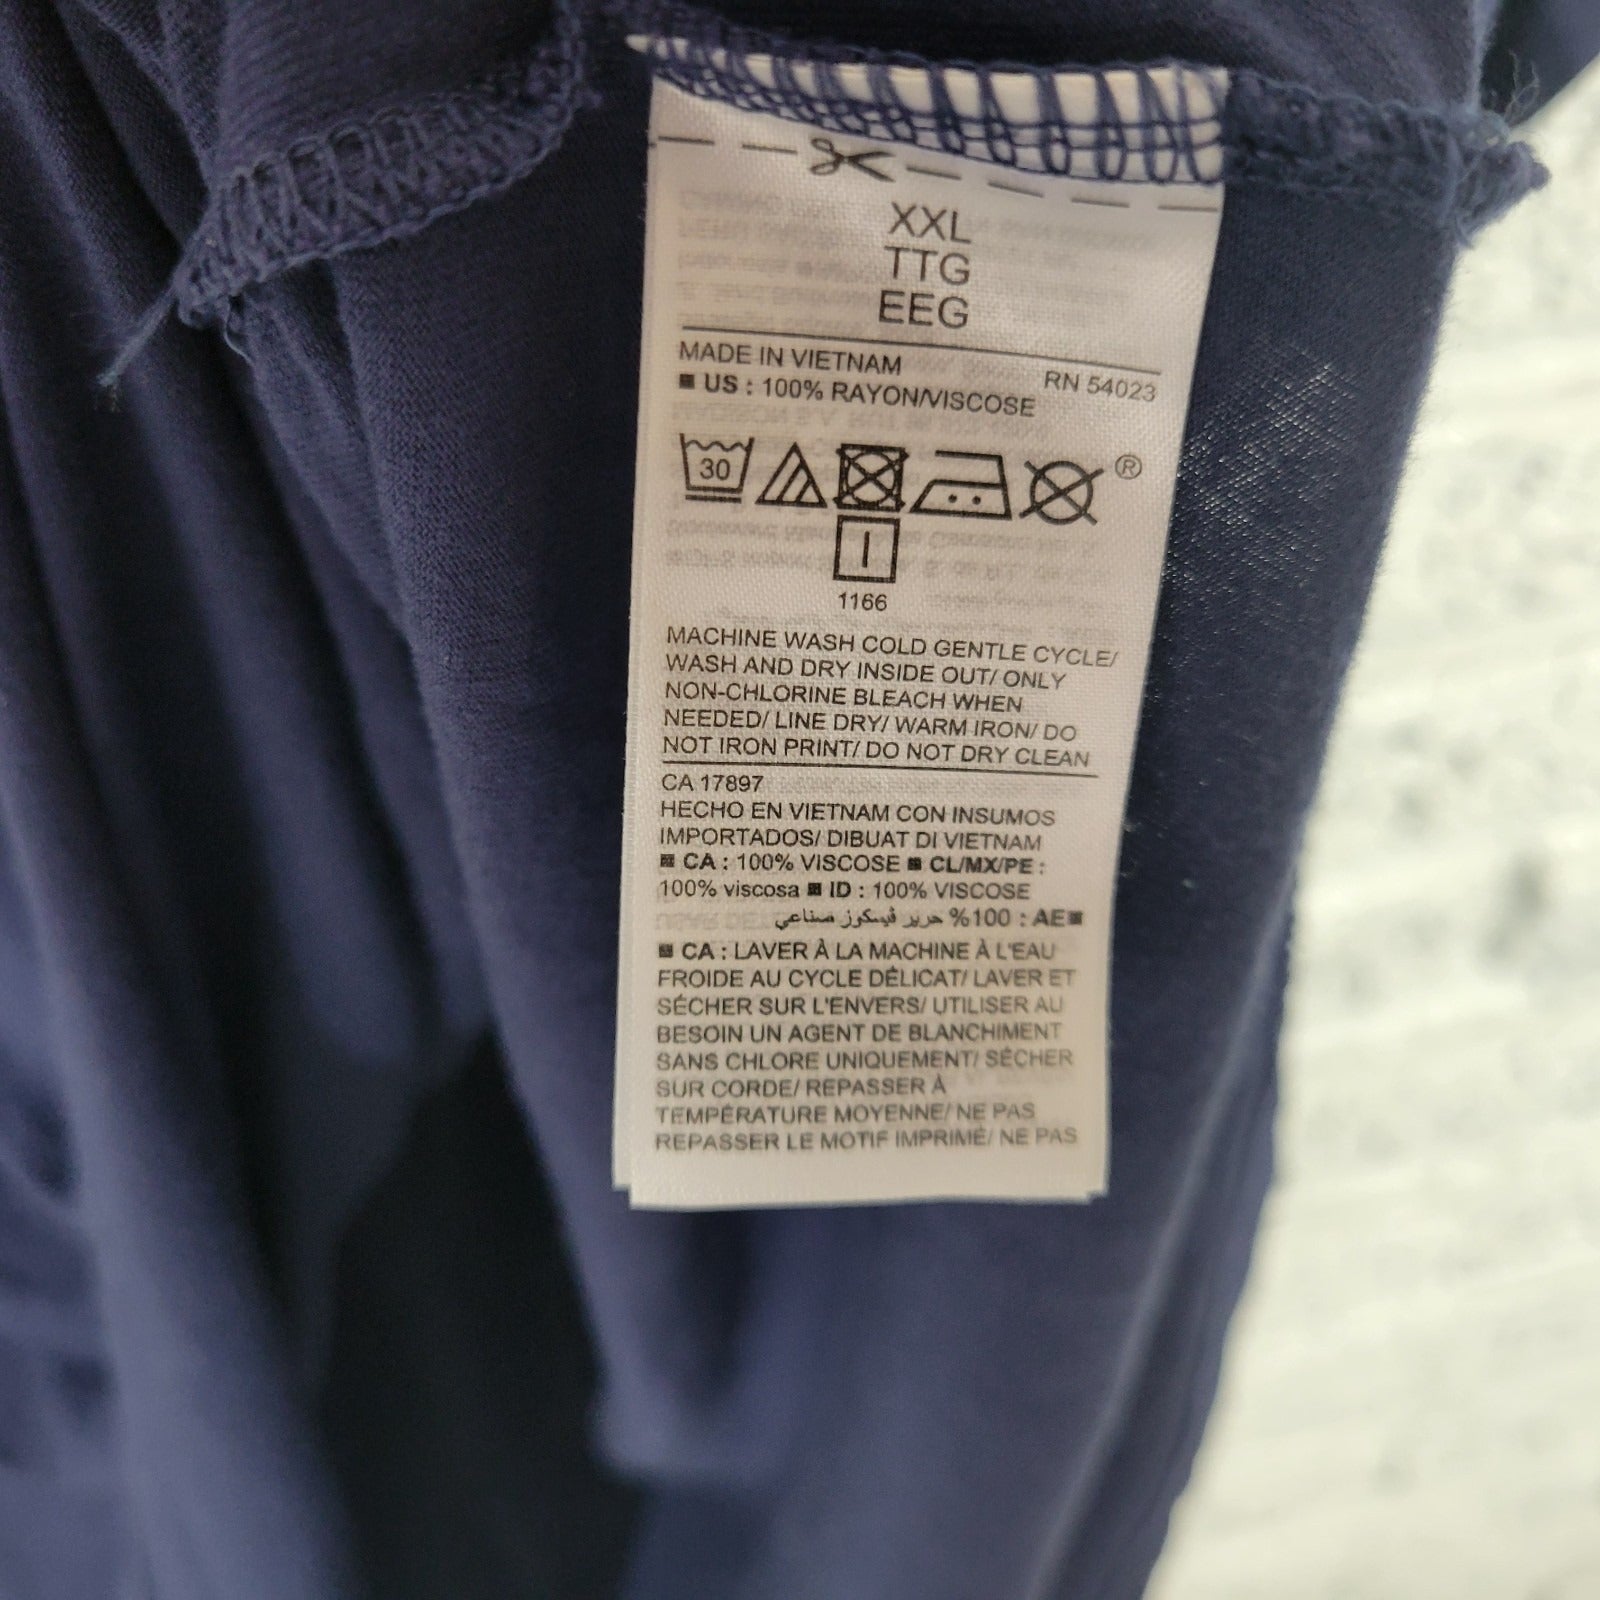 XXL
TTG
EEG
MADE IN VIETNAM
RN 54023
US : 100% RAYON/VISCOSE
30
®
1166
MACHINE WASH COLD GENTLE CYCLE/
WASH AND DRY INSIDE OUT/ ONLY
NON-CHLORINE BLEACH WHEN
NEEDED/ LINE DRY/ WARM IRON/ DO
NOT IRON PRINT/ DO NOT DRY CLEAN
CA 17897
HECHO EN VIETNAM CON INSUMOS
IMPORTADOS/ DIBUAT DI VIETNAM
CA : 100% VISCOSE CL/MX/PE :
100% viscosa ID : 100% VISCOSE
AE : 100% حرير فيسكوز صناعي
CA : LAVER À LA MACHINE À L'EAU
FROIDE AU CYCLE DÉLICAT/ LAVER ET
SÉCHER SUR L'ENVERS/ UTILISER AU
BESOIN UN AGENT DE BLANCHIMENT
SANS CHLORE UNIQUEMENT/ SÉCHER
SUR CORDE/ REPASSER À
TEMPÉRATURE MOYENNE/ NE PAS
REPASSER LE MOTIF IMPRIMÉ/ NE PAS